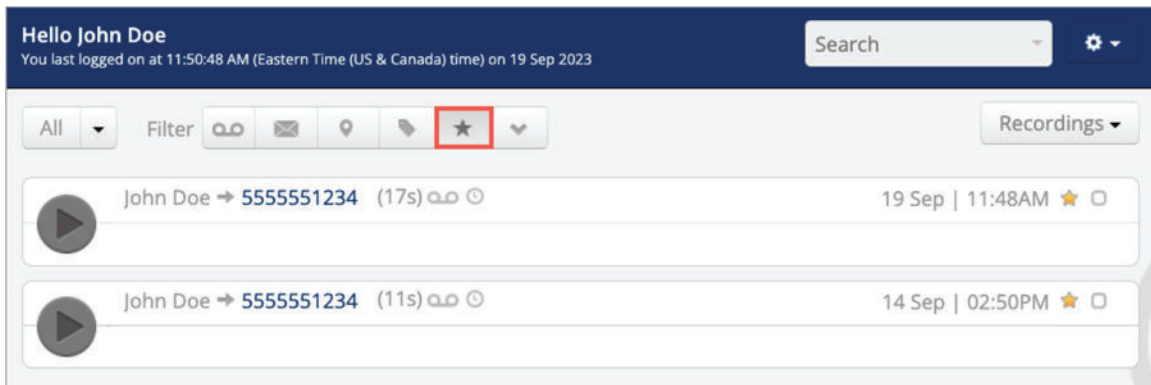 Hello John Doe
You last logged on at 11:50:48 AM (Eastern Time (US & Canada) time) on 19 Sep 2023
Search
All
Filter
Recordings
John Doe → 5555551234 (17s)
19 Sep | 11:48AM
John Doe → 5555551234 (11s)
14 Sep | 02:50PM